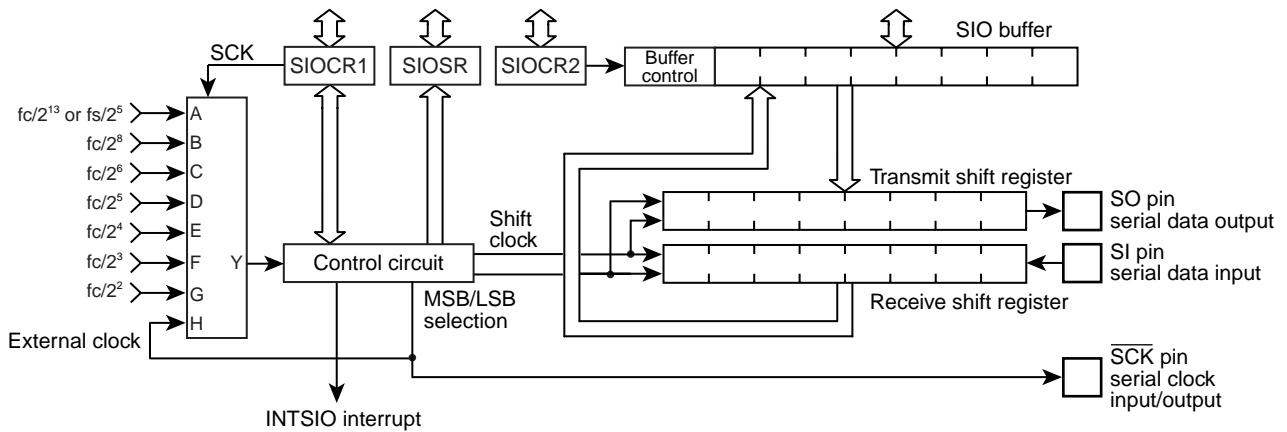 SIO buffer
SCK
SIOCR1
SIOSR
SIOCR2
Buffer
control
fc/2¹³ or fs/2⁵
A
fc/2⁸
B
fc/2⁶
C
fc/2⁵
D
fc/2⁴
E
fc/2³
F
Y
fc/2²
G
H
External clock
Control circuit
Shift
clock
MSB/LSB
selection
Transmit shift register
SO pin
serial data output
SI pin
serial data input
Receive shift register
S̅C̅K̅ pin
serial clock
input/output
INTSIO interrupt